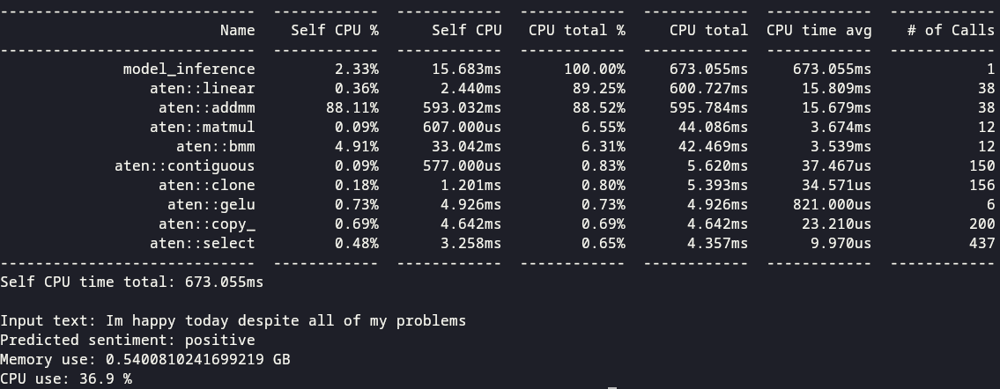 -----------------------------  ------------  ------------  ------------  ------------  ------------  ------------
                         Name    Self CPU %      Self CPU   CPU total %     CPU total  CPU time avg    # of Calls
-----------------------------  ------------  ------------  ------------  ------------  ------------  ------------
              model_inference         2.33%      15.683ms       100.00%     673.055ms     673.055ms             1
                 aten::linear         0.36%       2.440ms        89.25%     600.727ms      15.809ms            38
                  aten::addmm        88.11%     593.032ms        88.52%     595.784ms      15.679ms            38
                 aten::matmul         0.09%     607.000us         6.55%      44.086ms       3.674ms            12
                    aten::bmm         4.91%      33.042ms         6.31%      42.469ms       3.539ms            12
             aten::contiguous         0.09%     577.000us         0.83%       5.620ms      37.467us           150
                  aten::clone         0.18%       1.201ms         0.80%       5.393ms      34.571us           156
                   aten::gelu         0.73%       4.926ms         0.73%       4.926ms     821.000us             6
                  aten::copy_         0.69%       4.642ms         0.69%       4.642ms      23.210us           200
                 aten::select         0.48%       3.258ms         0.65%       4.357ms       9.970us           437
-----------------------------  ------------  ------------  ------------  ------------  ------------  ------------
Self CPU time total: 673.055ms

Input text: Im happy today despite all of my problems
Predicted sentiment: positive
Memory use: 0.5400810241699219 GB
CPU use: 36.9 %